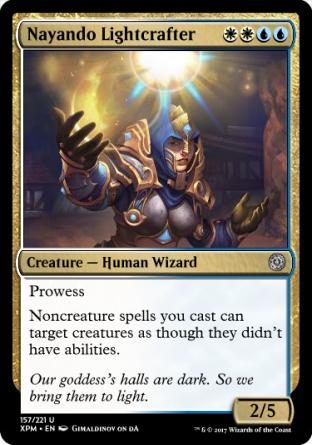 Nayando Lightcrafter
Creature — Human Wizard
Prowess
Noncreature spells you cast can
target creatures as though they didn't
have abilities.
Our goddess's halls are dark. So we
bring them to light.
2/5
157/221 U
XPM • EN Gimaldinov on dA
™ & © 2017 Wizards of the Coast